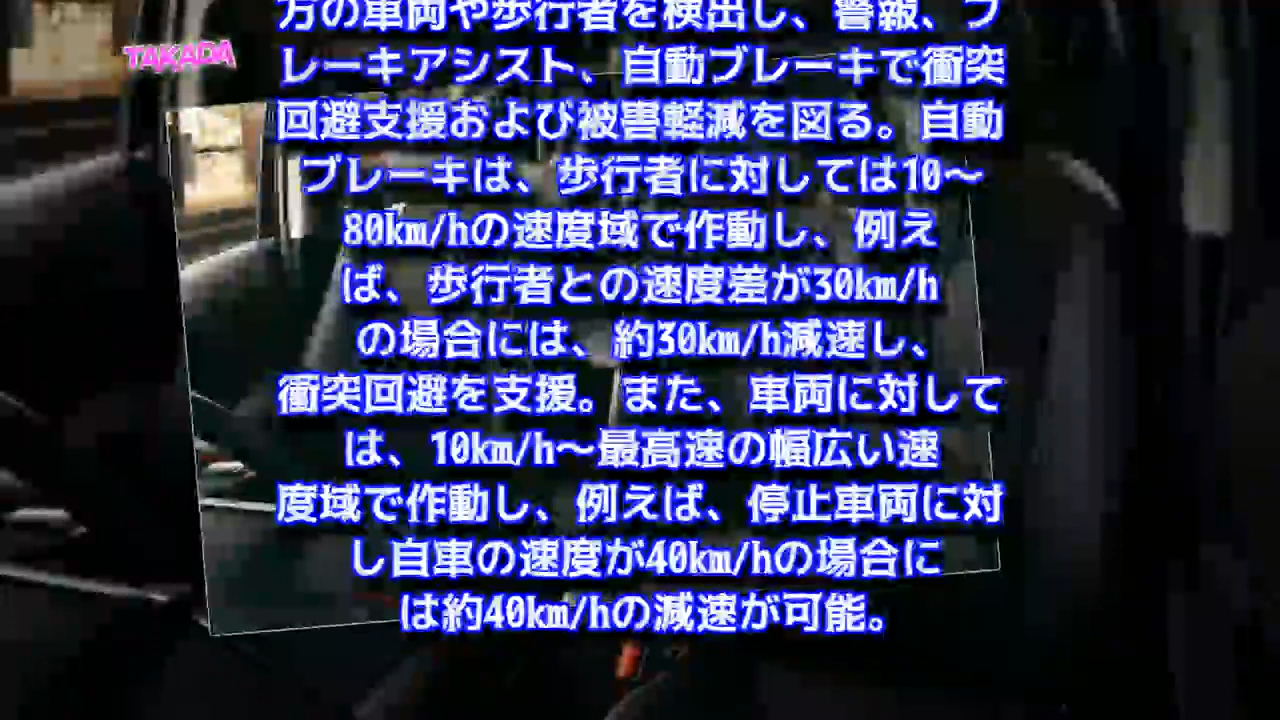 方の車両や歩行者を検出し、警報、ブ
TAKADA
レーキアシスト、自動ブレーキで衝突
回避支援および被害軽減を図る。自動
ブレーキは、歩行者に対しては10～
80km/hの速度域で作動し、例え
ば、歩行者との速度差が30km/h
の場合には、約30km/h減速し、
衝突回避を支援。また、車両に対して
は、10km/h～最高速の幅広い速
度域で作動し、例えば、停止車両に対
し自車の速度が40km/hの場合に
は約40km/hの減速が可能。